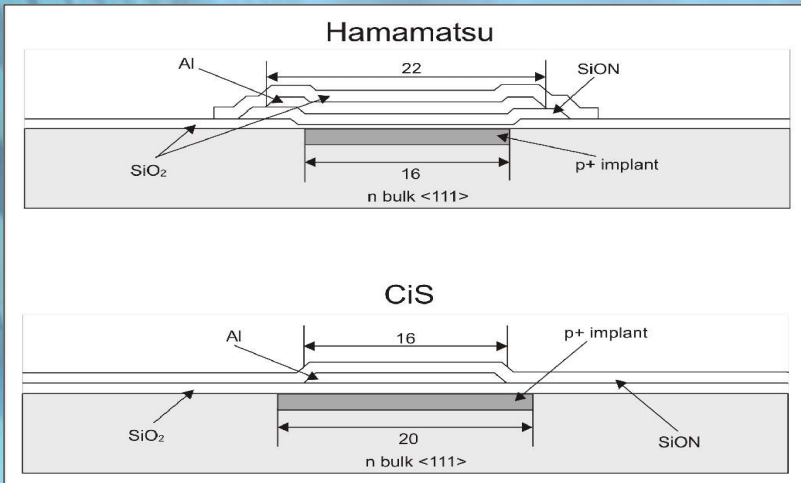 Hamamatsu
Al
22
SiON
SiO₂
16
p+ implant
n bulk <111>
CiS
Al
16
p+ implant
SiO₂
20
SiON
n bulk <111>